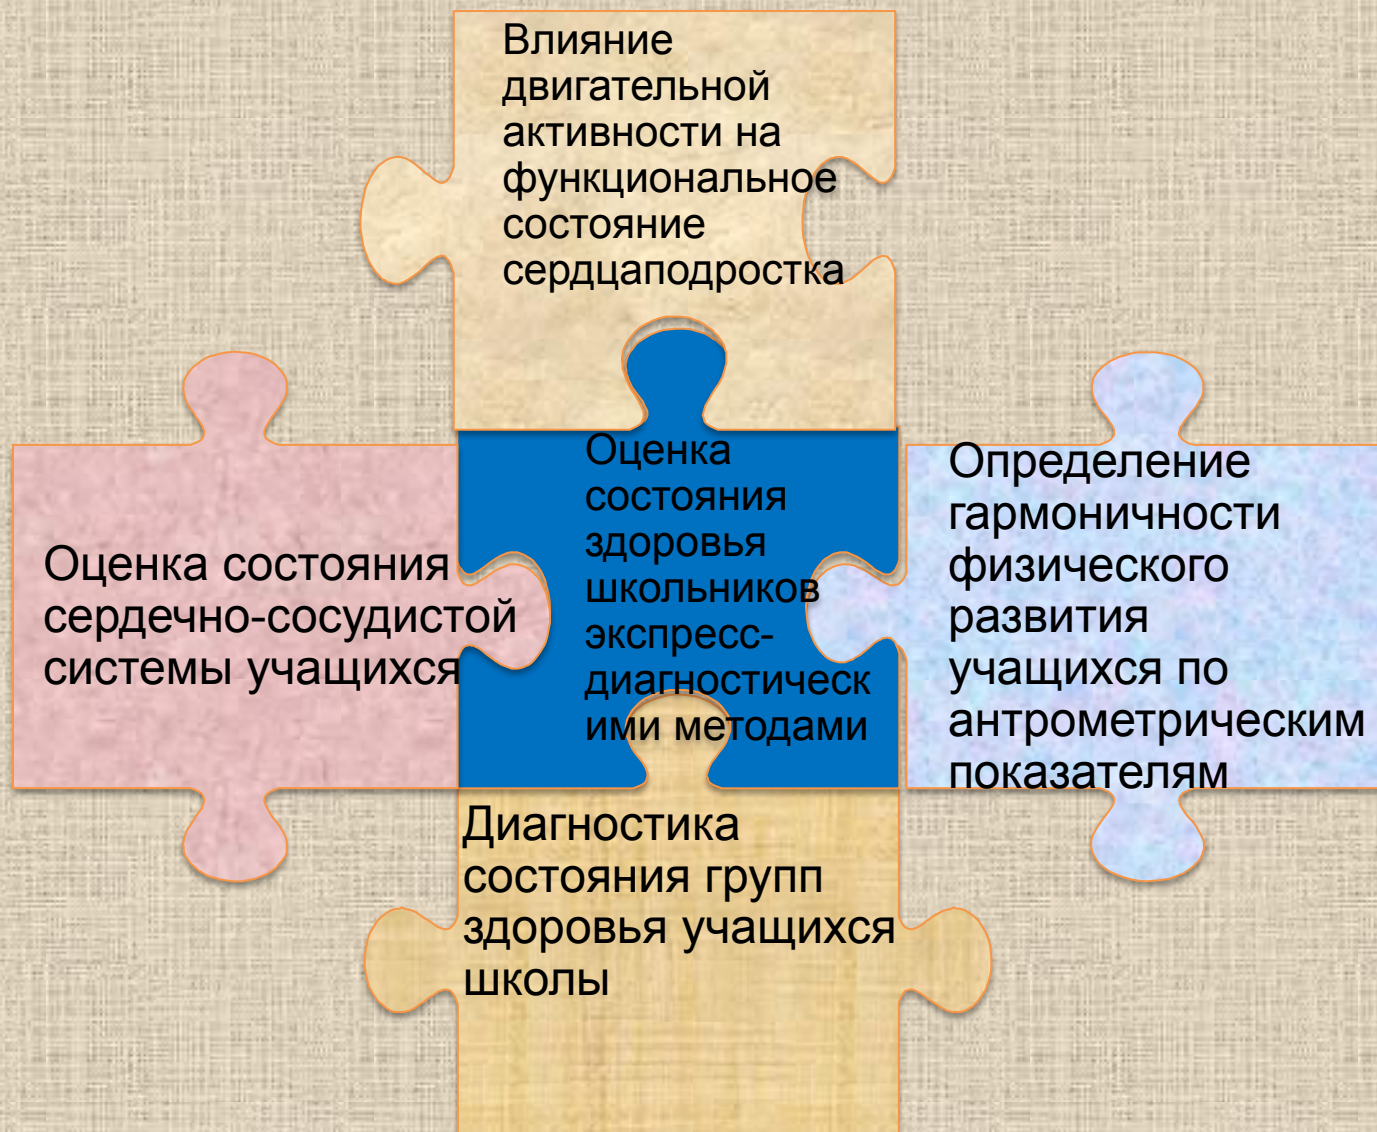 Влияние
двигательной
активности на
функциональное
состояние
сердцаподростка
Оценка состояния
сердечно-сосудистой
системы учащихся
Оценка
состояния
здоровья
школьников
экспресс-
диагностическ
ими методами
Определение
гармоничности
физического
развития
учащихся по
антрометрическим
показателям
Диагностика
состояния групп
здоровья учащихся
школы